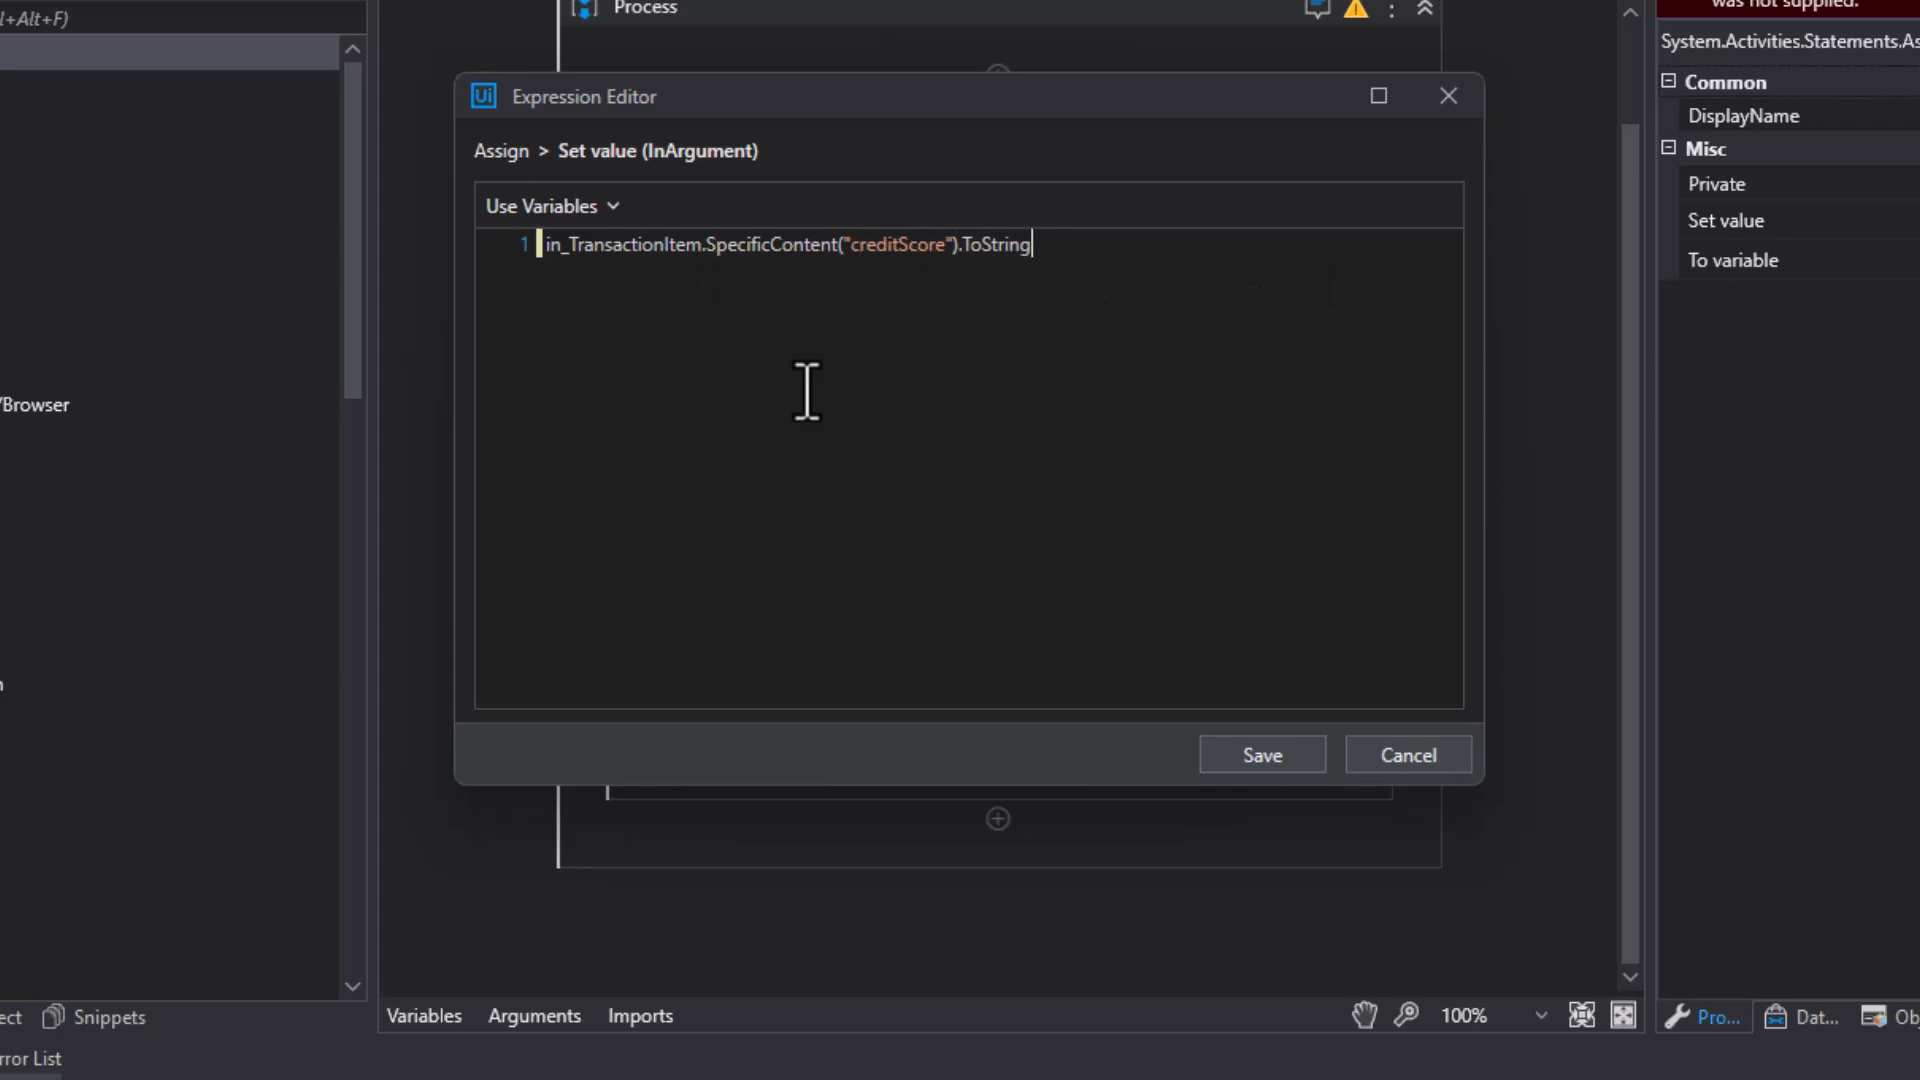 l+Alt+F)
Process
was not supplied.
System.Activities.Statements.As
Ui Expression Editor
Common
DisplayName
Assign > Set value (InArgument)
Misc
Private
Use Variables
Set value
1 in_TransactionItem.SpecificContent("creditScore").ToString
To variable
/Browser
n
Save Cancel
Variables Arguments Imports 100%
ect Snippets
Pro... Dat... Ob
rror List